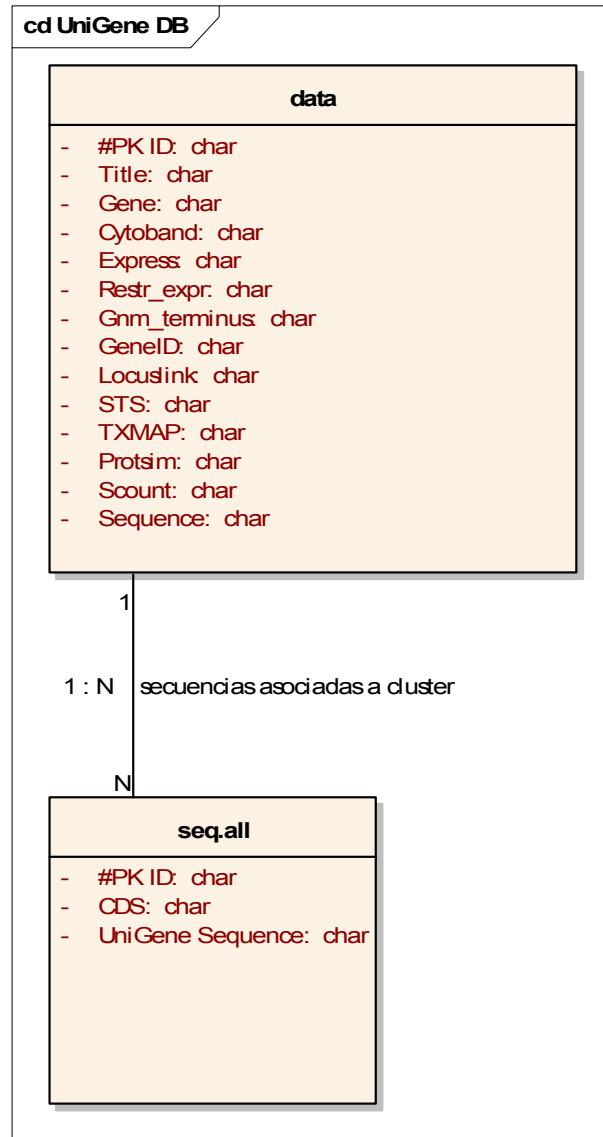 cd UniGene DB
data
- #PK ID: char
- Title: char
- Gene: char
- Cytoband: char
- Express: char
- Restr_expr: char
- Gnm_terminus: char
- GeneID: char
- Locuslink: char
- STS: char
- TXMAP: char
- Protsim: char
- Scount: char
- Sequence: char
1
1 : N secuencias asociadas a cluster
N
seq.all
- #PK ID: char
- CDS: char
- UniGene Sequence: char